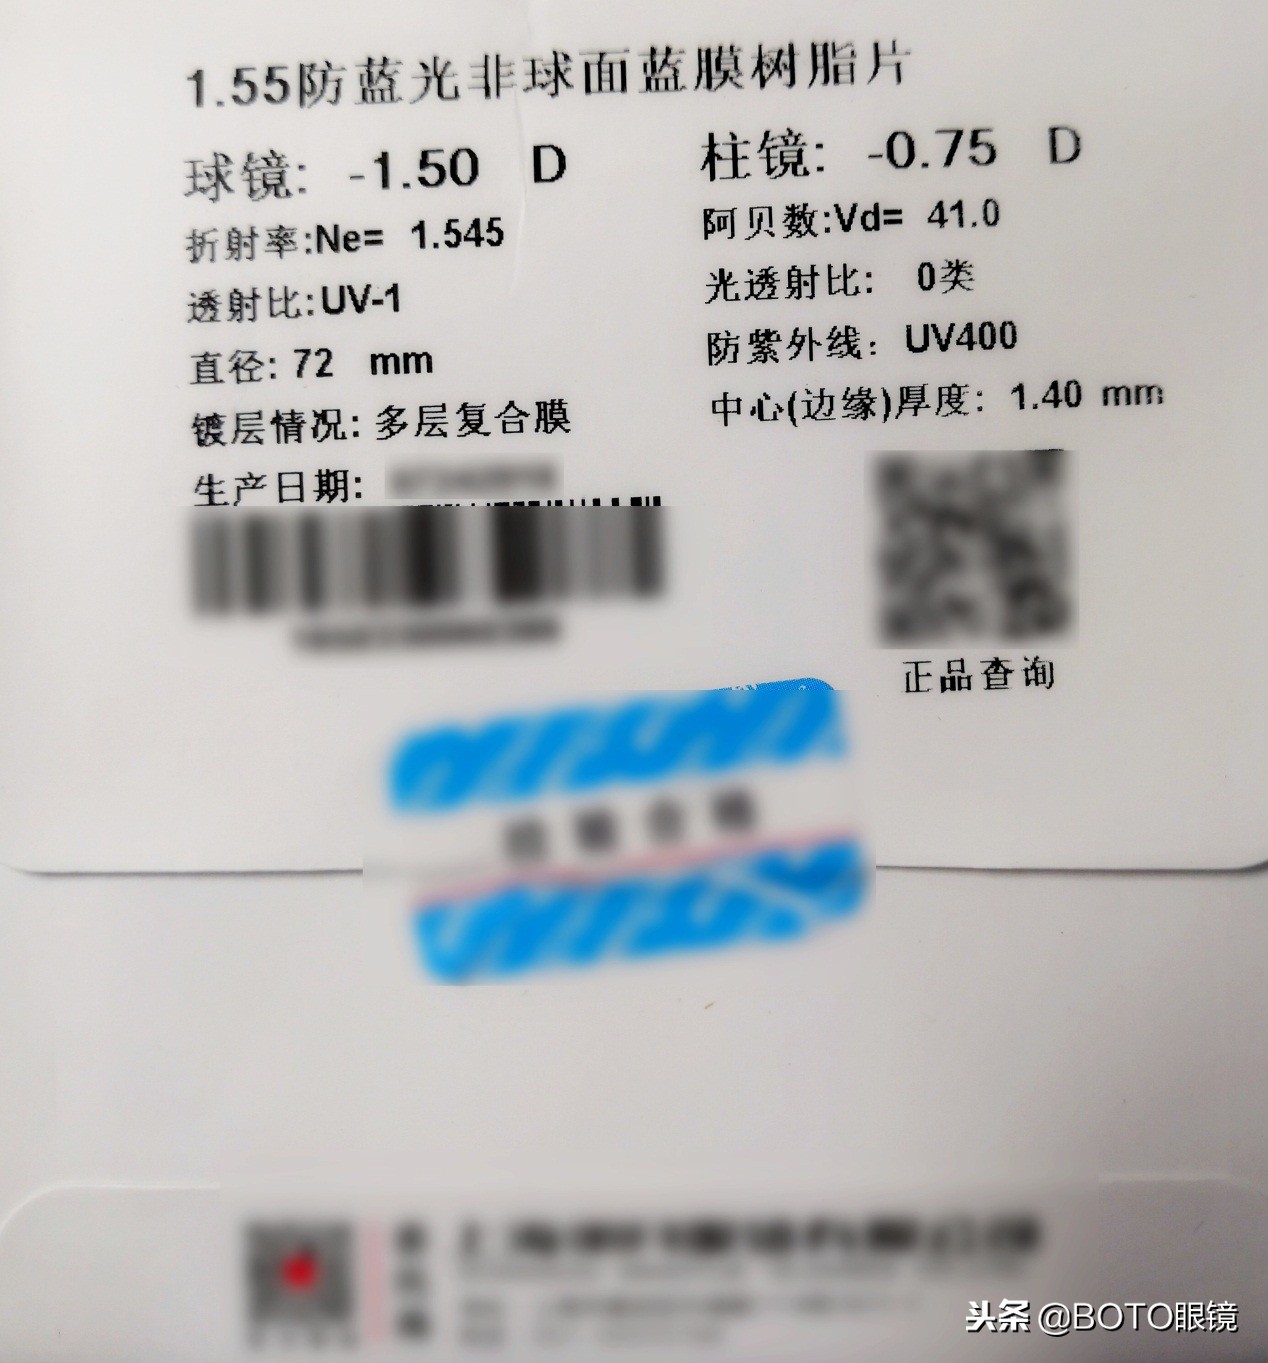 1.55防蓝光非球面蓝膜树脂片
球镜: -1.50 D 柱镜: -0.75 D
折射率:Ne= 1.545 阿贝数:Vd= 41.0
透射比:UV-1 光透射比: 0类
直径: 72 mm 防紫外线: UV400
镀层情况: 多层复合膜 中心(边缘)厚度: 1.40 mm
生产日期:
正品查询
头条 @BOTO眼镜